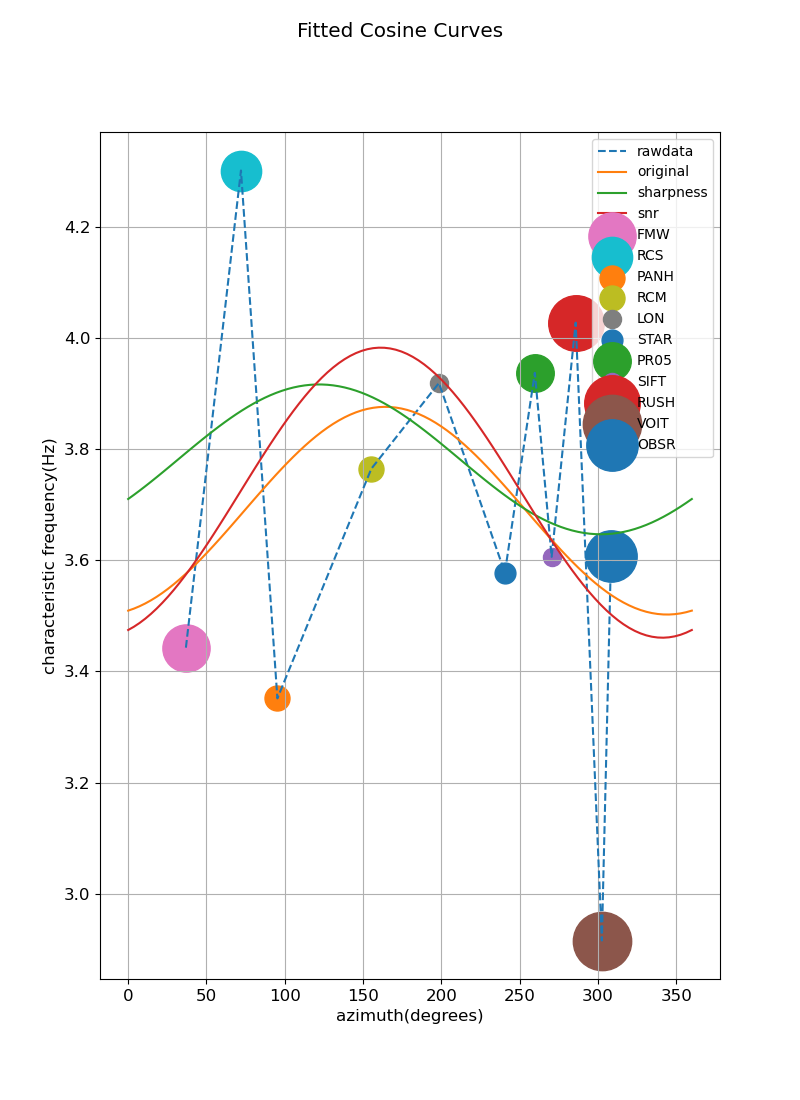 Fitted Cosine Curves
rawdata
original
sharpness
snr
FMW
RCS
PANH
RCM
LON
STAR
PR05
SIFT
RUSH
VOIT
OBSR
characteristic frequency(Hz)
4.2
4.0
3.8
3.6
3.4
3.2
3.0
0 50 100 150 200 250 300 350
azimuth(degrees)